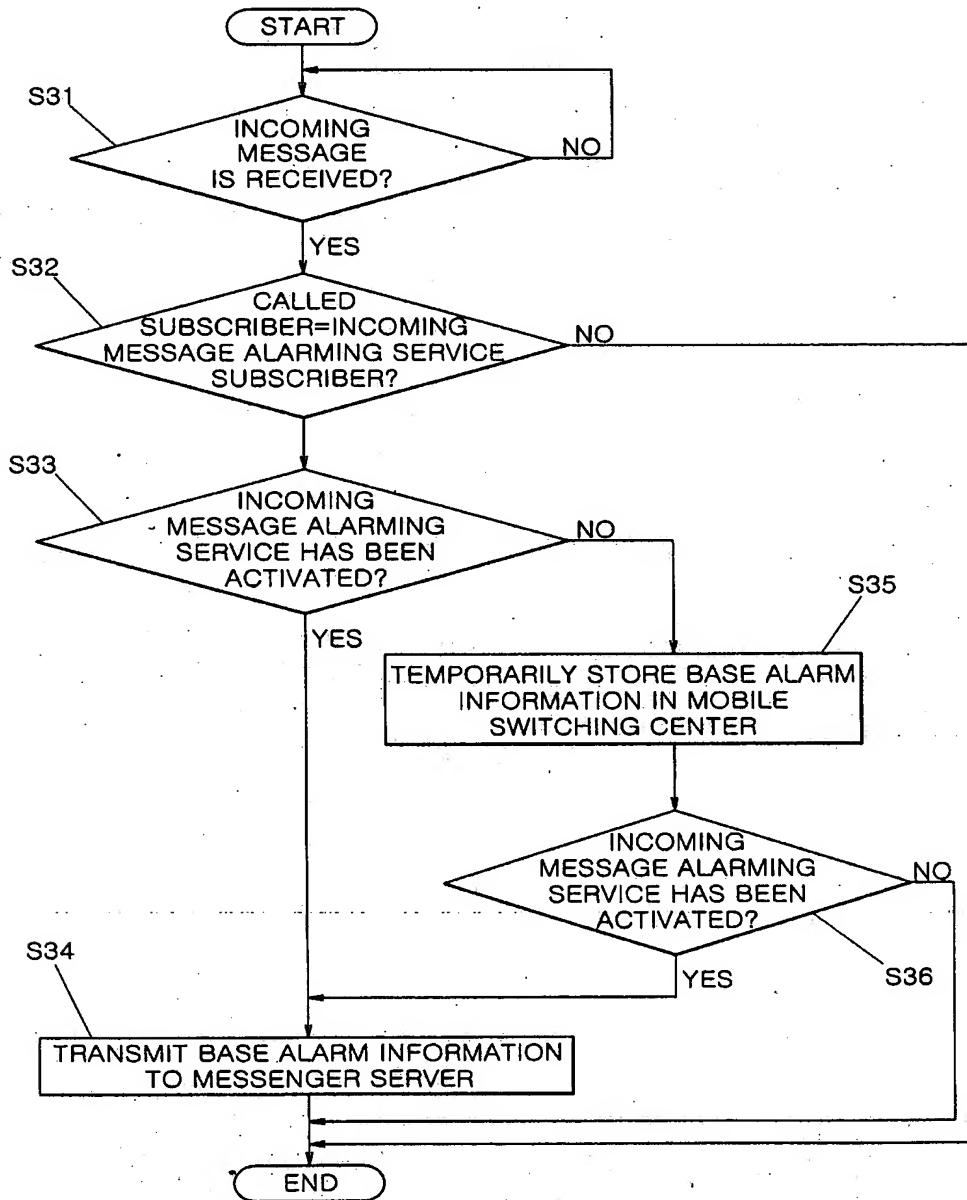 START
S31
INCOMING
MESSAGE
IS RECEIVED?
NO
YES
S32
CALLED
SUBSCRIBER=INCOMING
MESSAGE ALARMING SERVICE
SUBSCRIBER?
NO
S33
INCOMING
MESSAGE ALARMING
SERVICE HAS BEEN
ACTIVATED?
NO
YES
S35
TEMPORARILY STORE BASE ALARM
INFORMATION IN MOBILE
SWITCHING CENTER
INCOMING
MESSAGE ALARMING
SERVICE HAS BEEN
ACTIVATED?
NO
S36
YES
S34
TRANSMIT BASE ALARM INFORMATION
TO MESSENGER SERVER
END